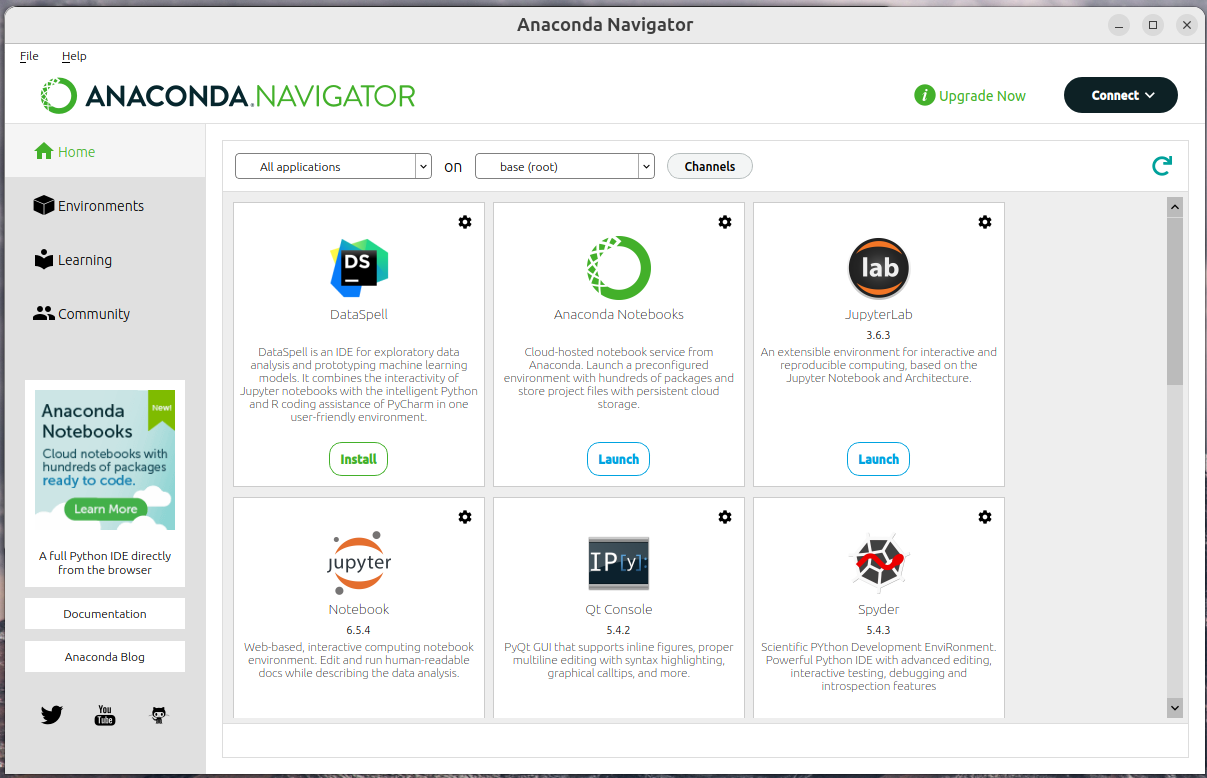 Anaconda Navigator
File Help
ANACONDA.NAVIGATOR
i Upgrade Now
Connect
Home
Environments
Learning
Community
New!
Anaconda
Notebooks
Cloud notebooks with
hundreds of packages
ready to code.
Learn More
A full Python IDE directly
from the browser
Documentation
Anaconda Blog
You
Tube
All applications on base (root) Channels
DS
DataSpell
DataSpell is an IDE for exploratory data
analysis and prototyping machine learning
models. It combines the interactivity of
Jupyter notebooks with the intelligent Python
and R coding assistance of PyCharm in one
user-friendly environment.
Install
Anaconda Notebooks
Cloud-hosted notebook service from
Anaconda. Launch a preconfigured
environment with hundreds of packages and
store project files with persistent cloud
storage.
Launch
lab
JupyterLab
3.6.3
An extensible environment for interactive and
reproducible computing, based on the
Jupyter Notebook and Architecture.
Launch
jupyter
Notebook
6.5.4
Web-based, interactive computing notebook
environment. Edit and run human-readable
docs while describing the data analysis.
IP[y]:
Qt Console
5.4.2
PyQt GUI that supports inline figures, proper
multiline editing with syntax highlighting,
graphical calltips, and more.
Spyder
5.4.3
Scientific PYthon Development EnviRonment.
Powerful Python IDE with advanced editing,
interactive testing, debugging and
introspection features